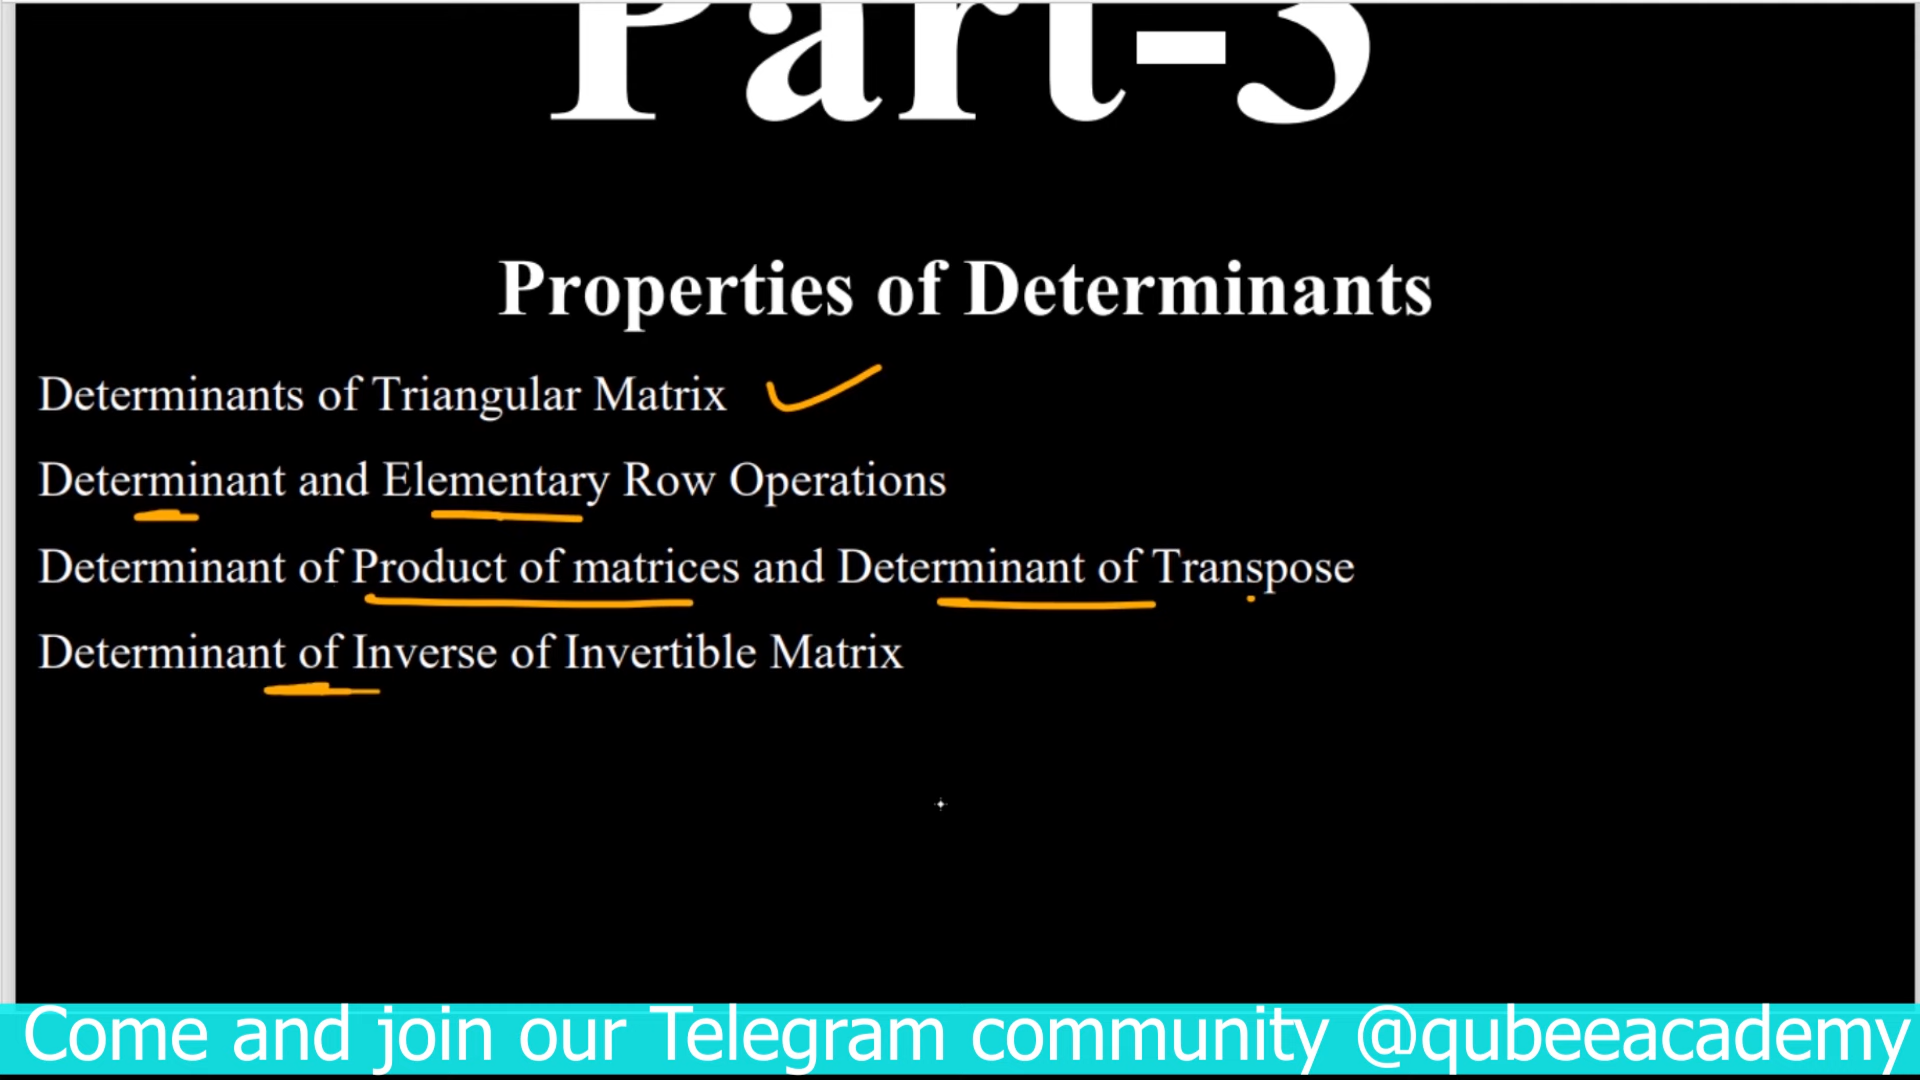 Part-3
Properties of Determinants
Determinants of Triangular Matrix
Determinant and Elementary Row Operations
Determinant of Product of matrices and Determinant of Transpose
Determinant of Inverse of Invertible Matrix
Come and join our Telegram community @qubeeacademy